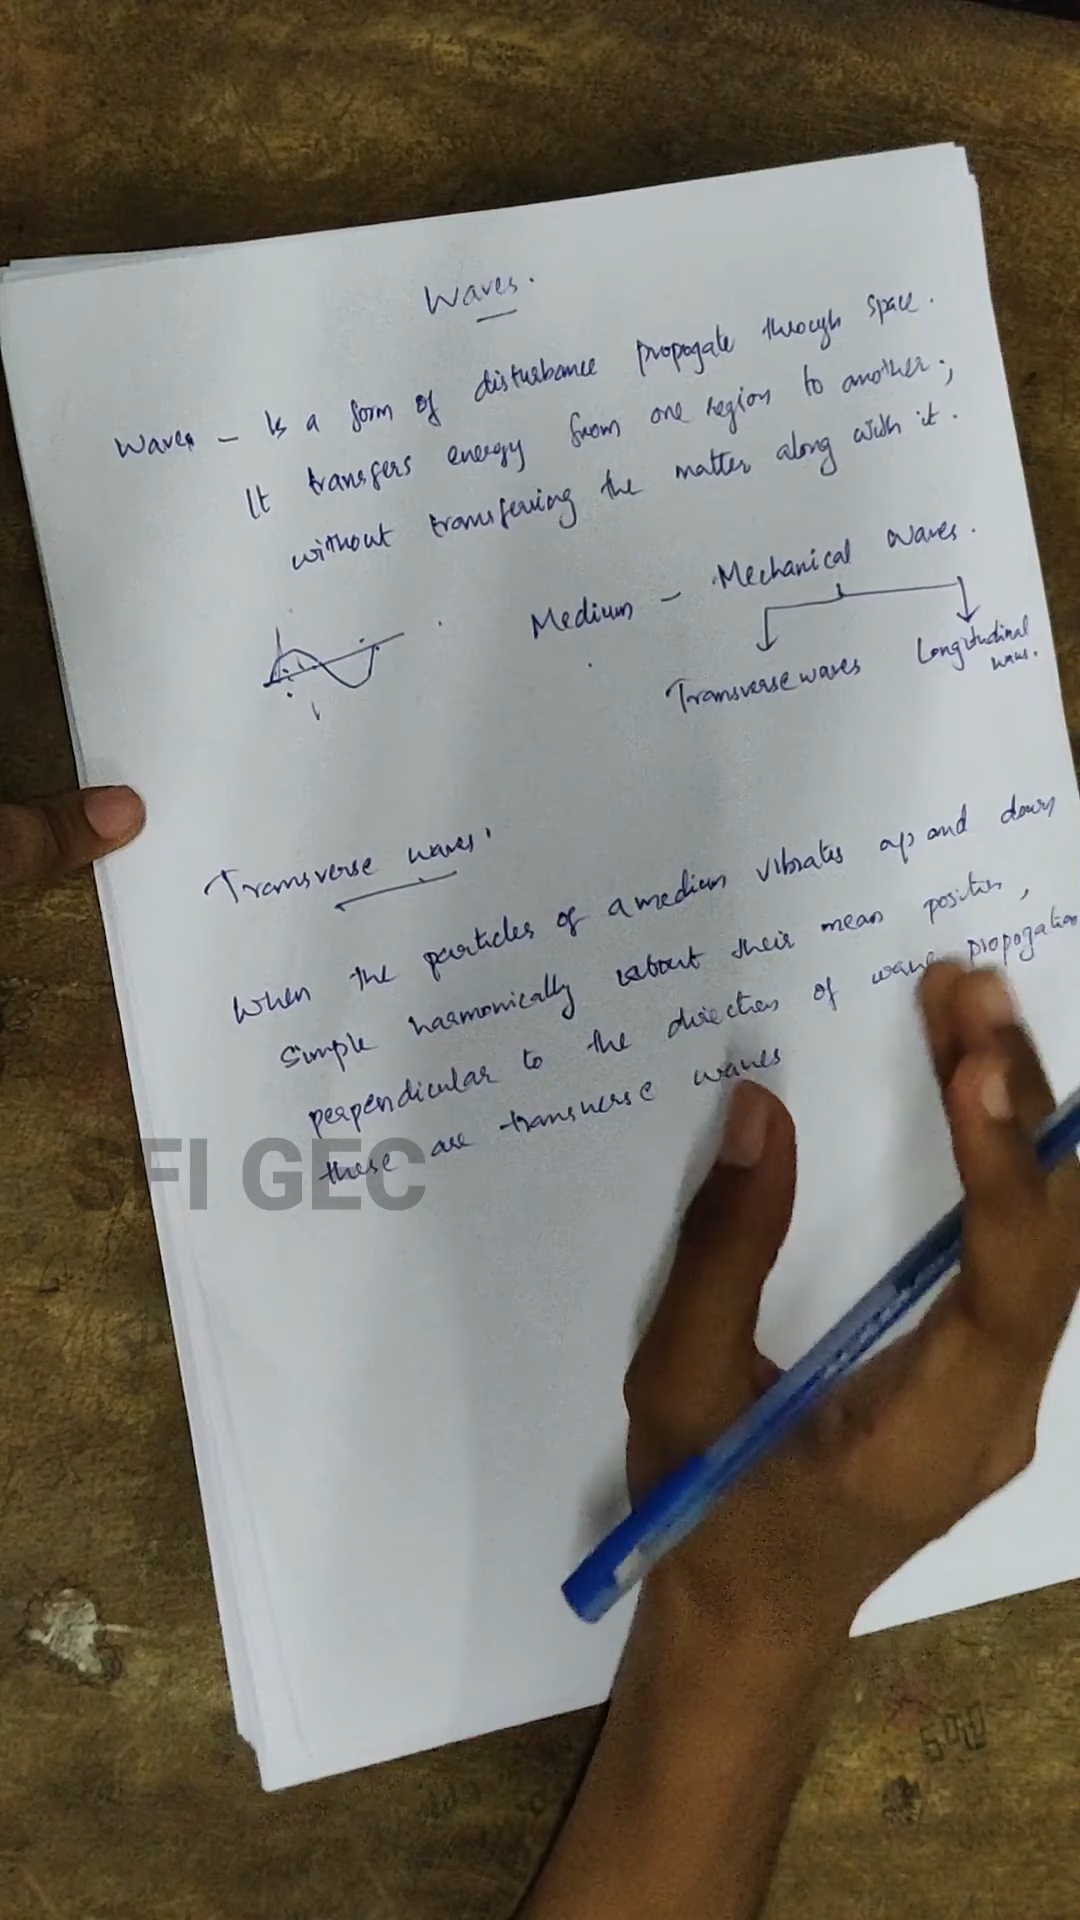 Waves.
Waves – Is a form of disturbance propogate through space.
It transfers energy from one region to another.;
without transferring the matter along with it.
Medium – Mechanical waves.
Transverse waves
Longitudinal
waves.
Transverse waves
When the particles of a medium vibrates up and down
Simple harmonically about their mean position,
perpendicular to the direction of wave propogation
these are transverse waves
SFI GEC
500